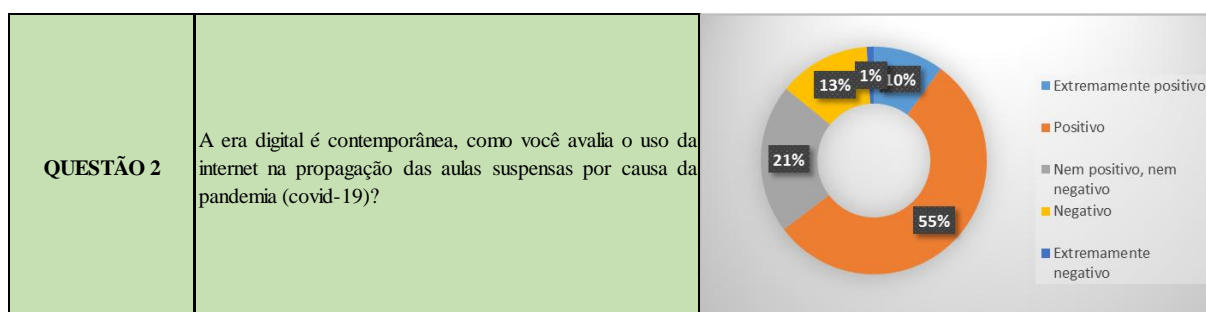 QUESTÃO 2
A era digital é contemporânea, como você avalia o uso da
internet na propagação das aulas suspensas por causa da
pandemia (covid-19)?
13%
1%
10%
21%
55%
Extremamente positivo
Positivo
Nem positivo, nem
negativo
Negativo
Extremamente
negativo